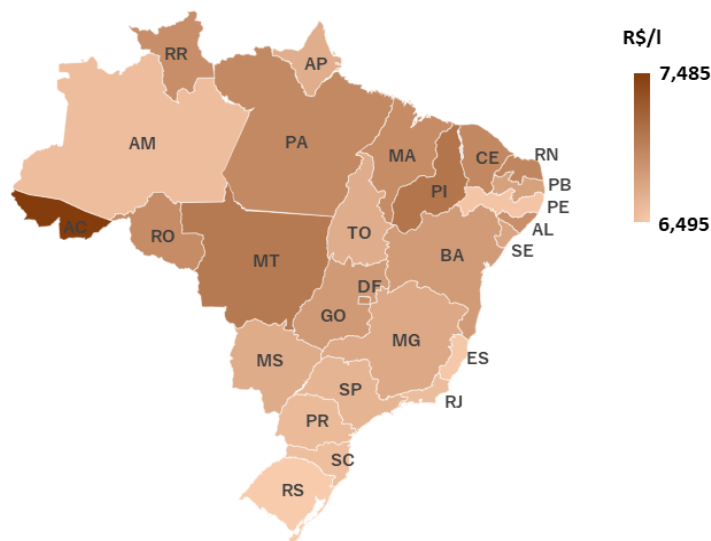 R$/l
7,485
6,495
RR
AP
AM
PA
MA
CE
RN
PB
PE
PI
AL
SE
AC
RO
TO
MT
BA
DF
GO
MG
ES
MS
SP
RJ
PR
SC
RS